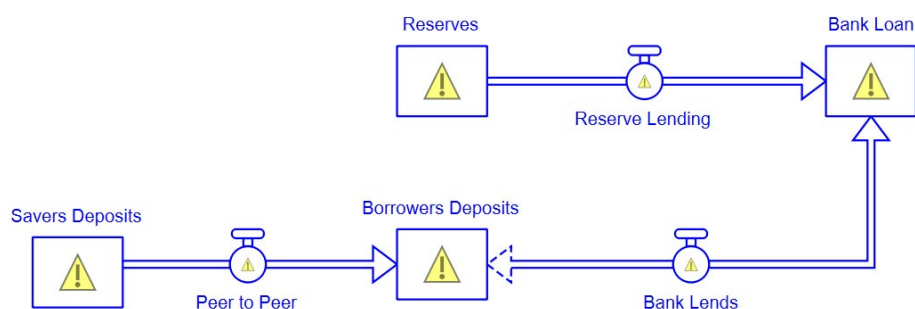 Reserves
Bank Loan
Reserve Lending
Savers Deposits
Borrowers Deposits
Peer to Peer
Bank Lends